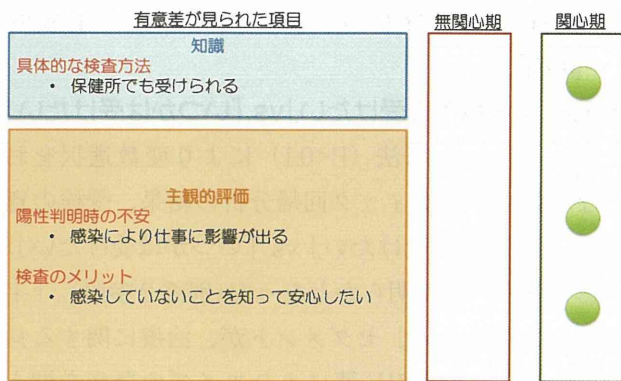 有意差が見られた項目
無関心期
関心期
知識
具体的な検査方法
• 保健所でも受けられる
主観的評価
陽性判明時の不安
• 感染により仕事に影響が出る
検査のメリット
• 感染していないことを知って安心したい